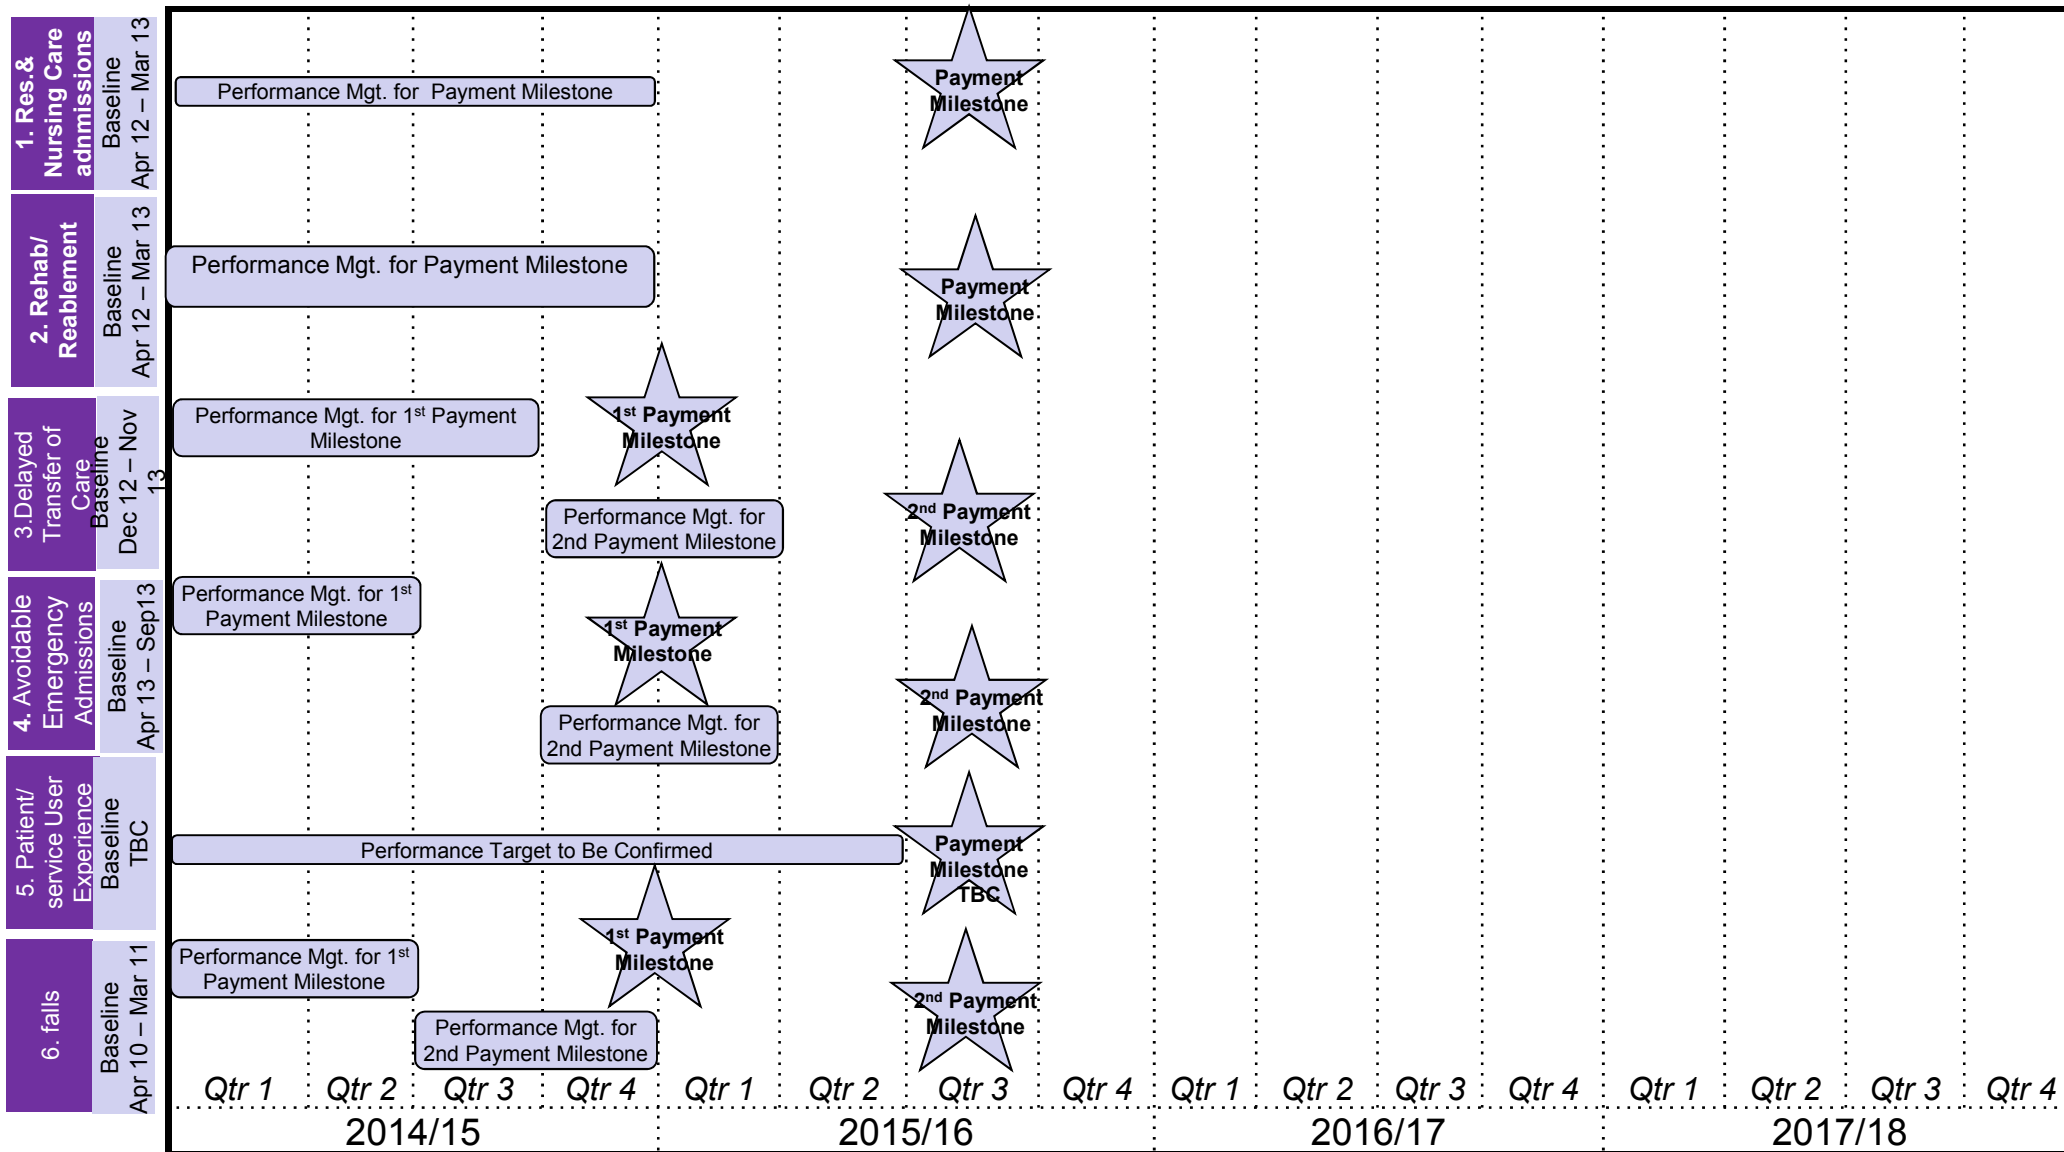 1. Res.&
Nursing Care
adnmissions
Baseline
Apr 12 – Mar 13
Performance Mgt. for  Payment Milestone
Payment
Milestone
2. Rehab/
Reablement
Baseline
Apr 12 – Mar 13
Performance Mgt. for Payment Milestone
Payment
Milestone
3.Delayed
Transfer of
Care
Baseline
Dec 12 – Nov
13
Performance Mgt. for 1st Payment
Milestone
1st Payment
Milestone
Performance Mgt. for
2nd Payment Milestone
2nd Payment
Milestone
4. Avoidable
Emergency
Admissions
Baseline
Apr 13 – Sep13
Performance Mgt. for 1st
Payment Milestone
1st Payment
Milestone
Performance Mgt. for
2nd Payment Milestone
2nd Payment
Milestone
5. Patient/
service User
Experience
Baseline
TBC
Performance Target to Be Confirmed
Payment
Milestone
TBC
6. falls
Baseline
Apr 10 – Mar 11
Performance Mgt. for 1st
Payment Milestone
1st Payment
Milestone
Performance Mgt. for
2nd Payment Milestone
2nd Payment
Milestone
Qtr 1 Qtr 2 Qtr 3 Qtr 4 Qtr 1 Qtr 2 Qtr 3 Qtr 4 Qtr 1 Qtr 2 Qtr 3 Qtr 4 Qtr 1 Qtr 2 Qtr 3 Qtr 4
2014/15 2015/16 2016/17 2017/18